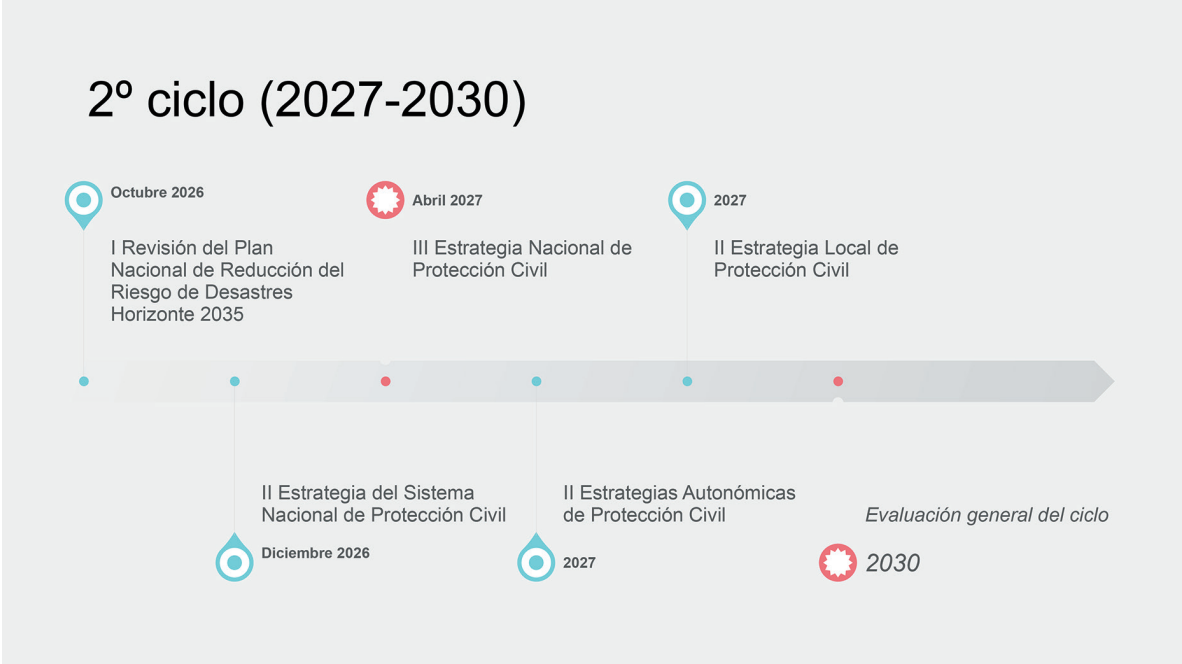 2º ciclo (2027-2030)
Octubre 2026
I Revisión del Plan
Nacional de Reducción del
Riesgo de Desastres
Horizonte 2035
Abril 2027
III Estrategia Nacional de
Protección Civil
2027
II Estrategia Local de
Protección Civil
II Estrategia del Sistema
Nacional de Protección Civil
Diciembre 2026
II Estrategias Autonómicas
de Protección Civil
2027
Evaluación general del ciclo
2030